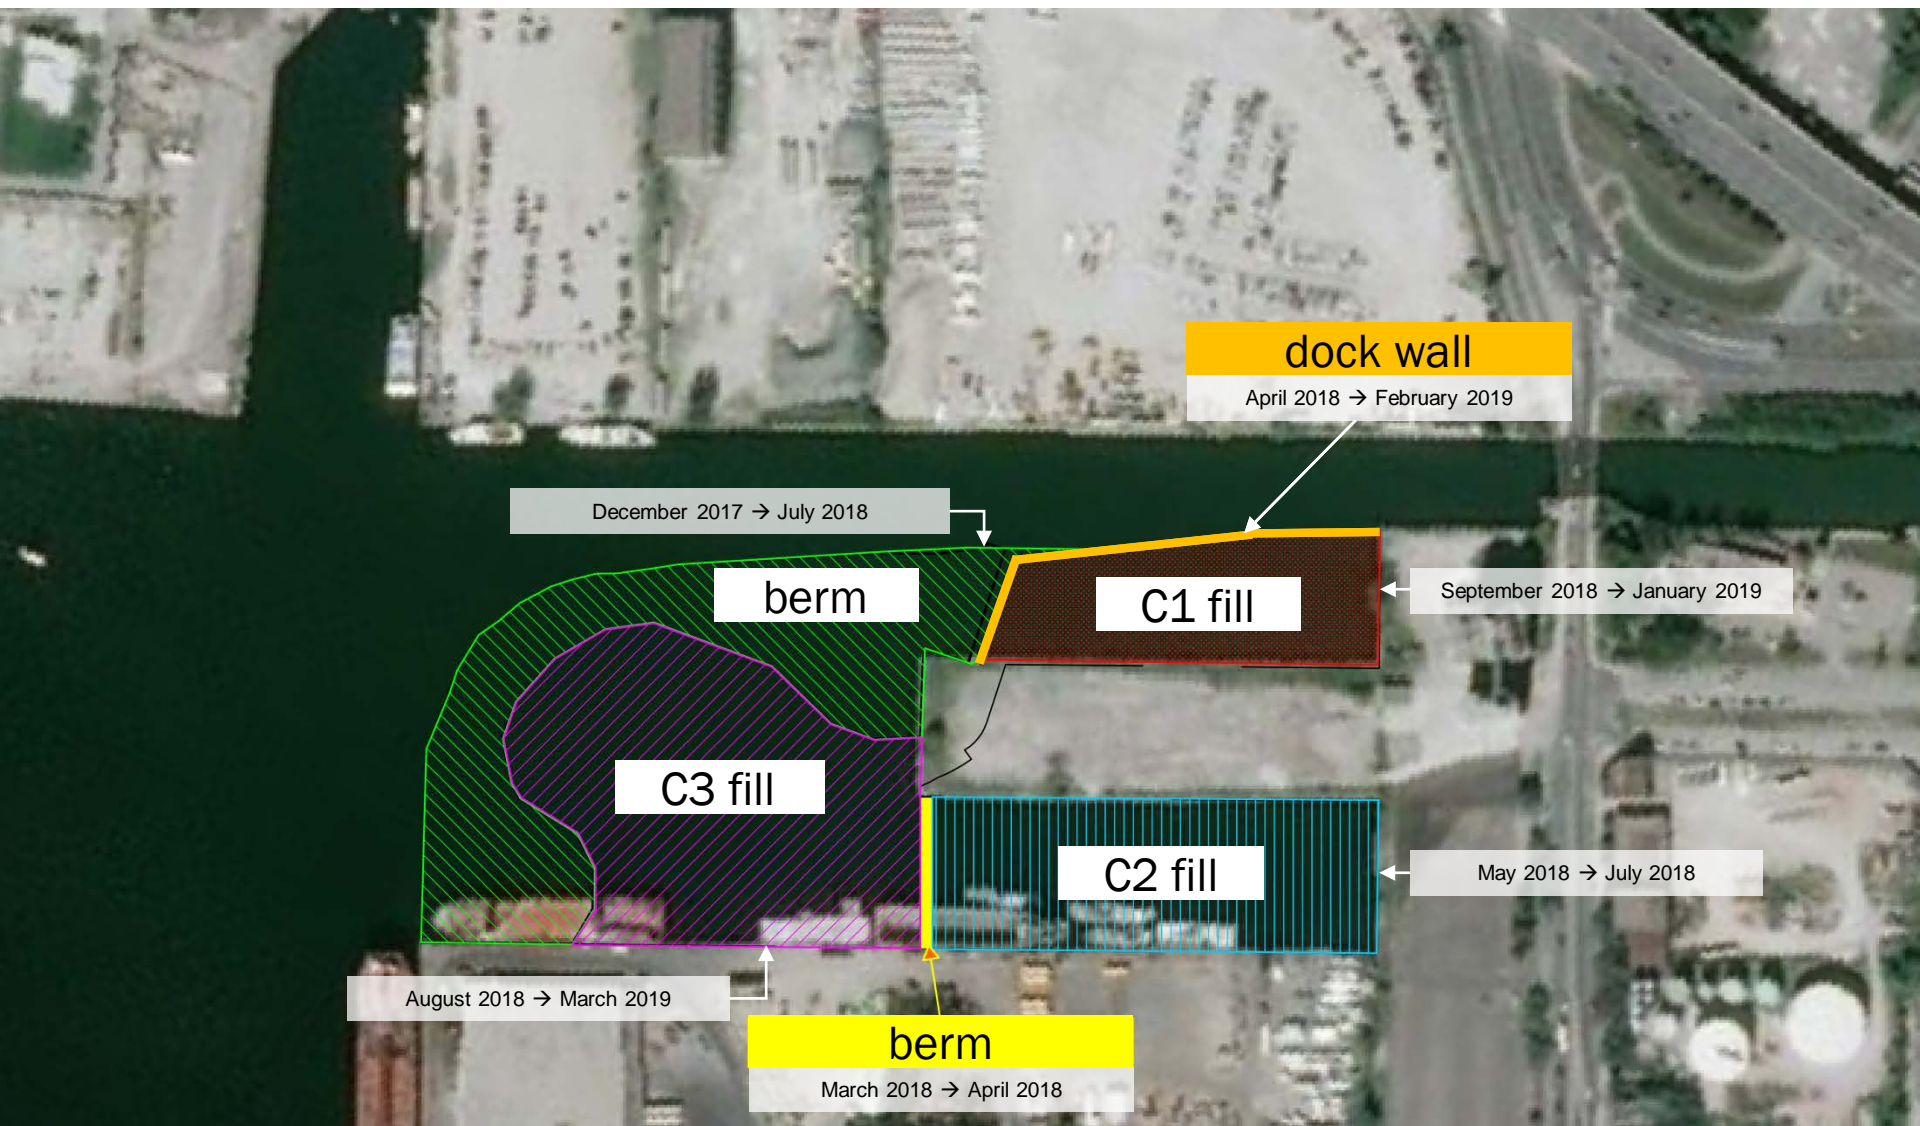 dock wall
April 2018 → February 2019
December 2017 → July 2018
berm
C1 fill
September 2018 → January 2019
C3 fill
C2 fill
May 2018 → July 2018
August 2018 → March 2019
berm
March 2018 → April 2018